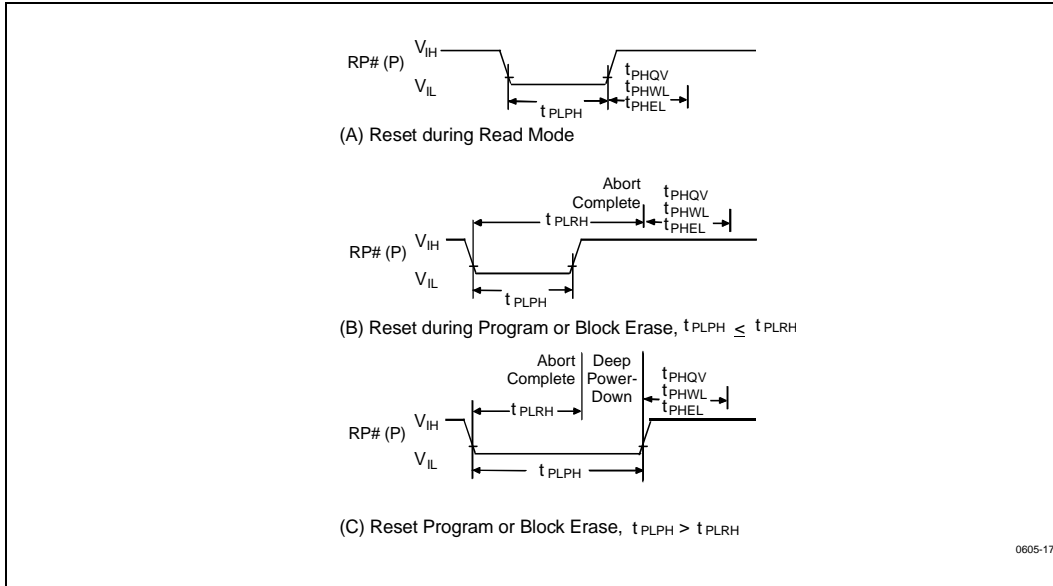 RP# (P)
VIH
VIL
tPLPH
tPHQV
tPHWL
tPHEL
(A) Reset during Read Mode
Abort
Complete
tPLRH
tPHQV
tPHWL
tPHEL
RP# (P)
VIH
VIL
tPLPH
(B) Reset during Program or Block Erase, tPLPH ≤ tPLRH
Abort
Complete
Deep
Power-
Down
tPHQV
tPHWL
tPHEL
tPLRH
RP# (P)
VIH
VIL
tPLPH
(C) Reset Program or Block Erase, tPLPH > tPLRH
0605-17